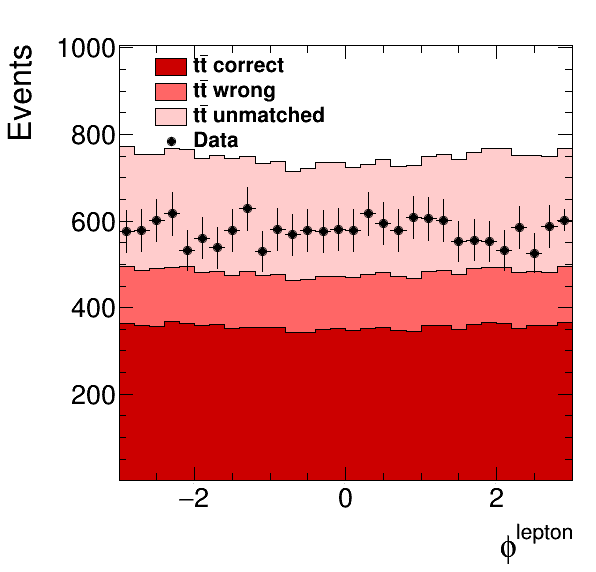 Events
1000
800
600
400
200
tt̄ correct
tt̄ wrong
tt̄ unmatched
Data
−2 0 2
ϕ^lepton